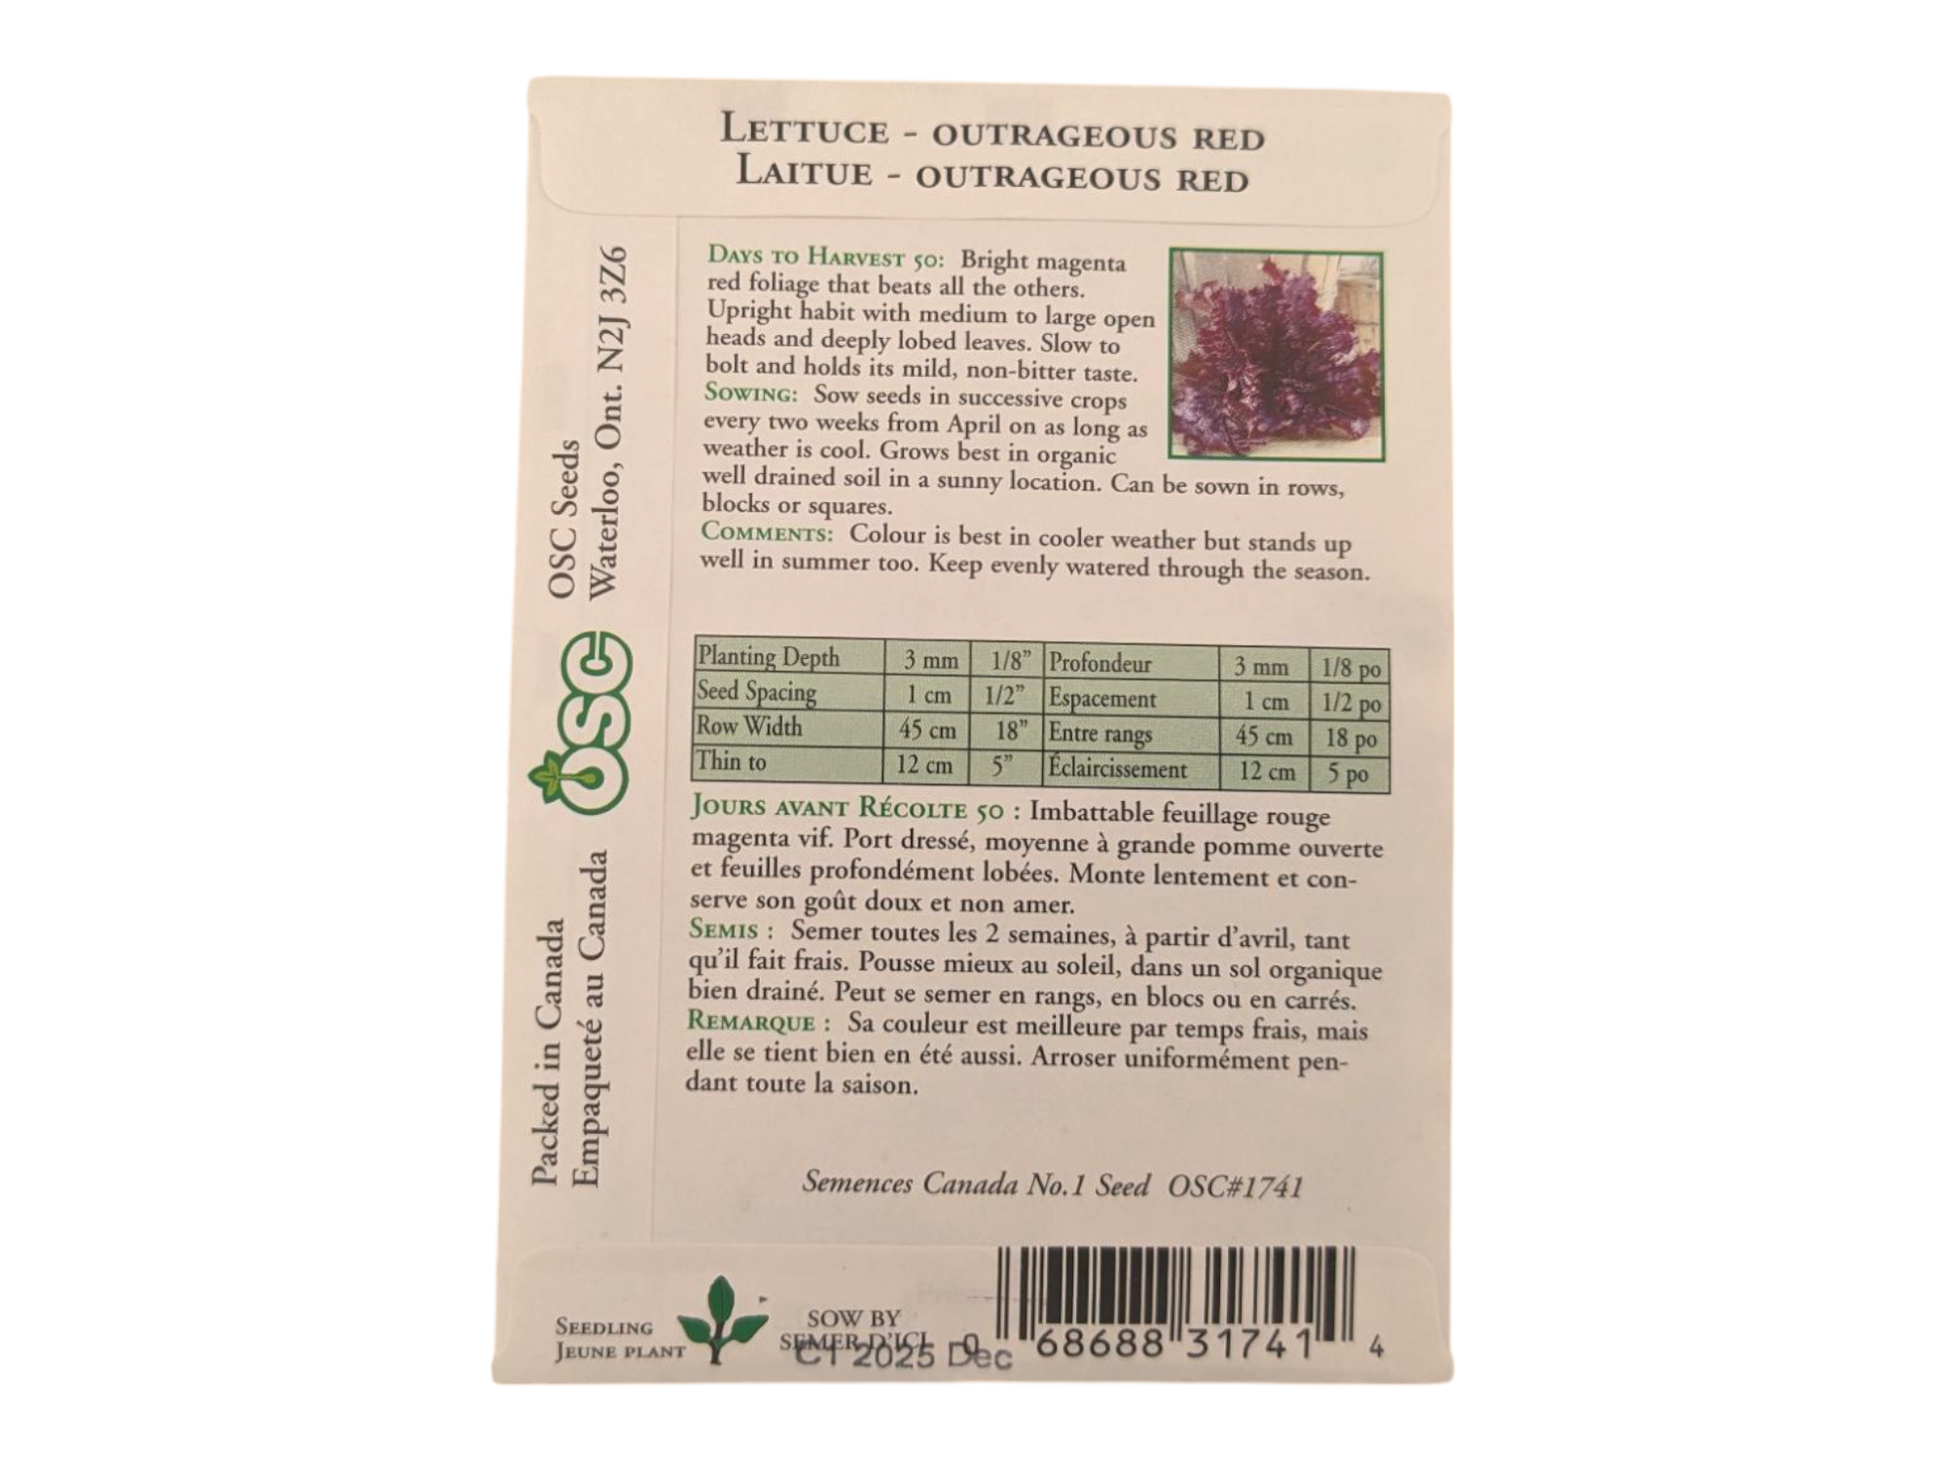 LETTUCE - OUTRAGEOUS RED
LAITUE - OUTRAGEOUS RED
OSC Seeds
Waterloo, Ont. N2J 3Z6
OSC
Packed in Canada
Empaqueté au Canada
DAYS TO HARVEST 50: Bright magenta
red foliage that beats all the others.
Upright habit with medium to large open
heads and deeply lobed leaves. Slow to
bolt and holds its mild, non-bitter taste.
SOWING: Sow seeds in successive crops
every two weeks from April on as long as
weather is cool. Grows best in organic
well drained soil in a sunny location. Can be sown in rows,
blocks or squares.
COMMENTS: Colour is best in cooler weather but stands up
well in summer too. Keep evenly watered through the season.
Planting Depth 3 mm 1/8” Profondeur 3 mm 1/8 po
Seed Spacing 1 cm 1/2” Espacement 1 cm 1/2 po
Row Width 45 cm 18” Entre rangs 45 cm 18 po
Thin to 12 cm 5” Éclaircissement 12 cm 5 po
JOURS AVANT RÉCOLTE 50 : Imbattable feuillage rouge
magenta vif. Port dressé, moyenne à grande pomme ouverte
et feuilles profondément lobées. Monte lentement et con-
serve son goût doux et non amer.
SEMIS : Semer toutes les 2 semaines, à partir d’avril, tant
qu’il fait frais. Pousse mieux au soleil, dans un sol organique
bien drainé. Peut se semer en rangs, en blocs ou en carrés.
REMARQUE : Sa couleur est meilleure par temps frais, mais
elle se tient bien en été aussi. Arroser uniformément pen-
dant toute la saison.
Semences Canada No.1 Seed OSC#1741
SEEDLING
JEUNE PLANT
SOW BY
SEMER D’ICI
CT 2025 Dec
0 68688 31741 4